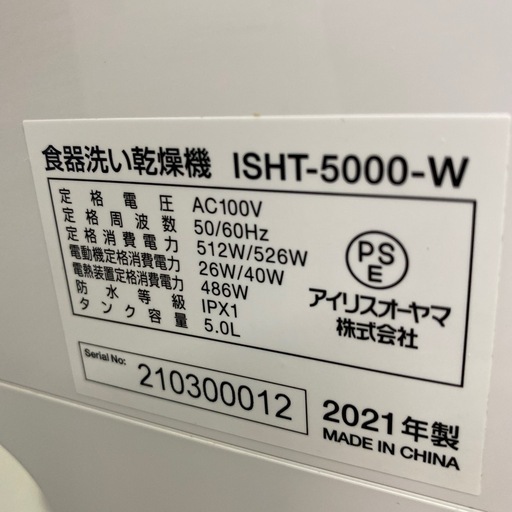 食器洗い乾燥機 ISHT-5000-W
定格電圧 AC100V
定格周波数 50/60Hz
定格消費電力 512W/526W
電動機定格消費電力 26W/40W
電熱装置定格消費電力 486W
防水等級 IPX1
タンク容量 5.0L
PS
E
アイリスオーヤマ
株式会社
Serial No: 210300012
2021年製
MADE IN CHINA